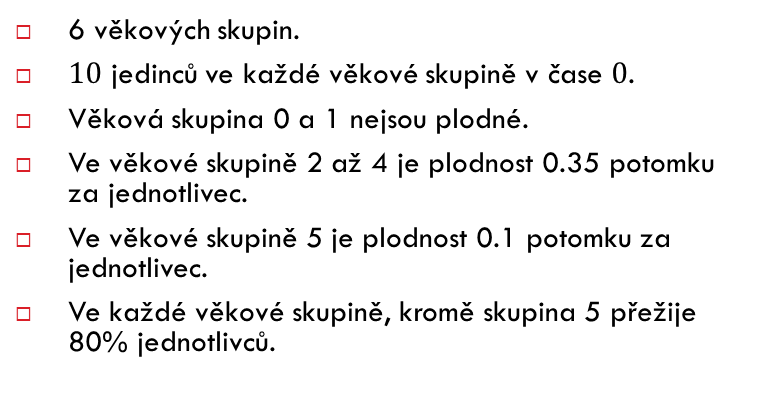 6 věkových skupin.
10 jedinců ve každé věkové skupině v čase 0.
Věková skupina 0 a 1 nejsou plodné.
Ve věkové skupině 2 až 4 je plodnost 0.35 potomku
za jednotlivec.
Ve věkové skupině 5 je plodnost 0.1 potomku za
jednotlivec.
Ve každé věkové skupině, kromě skupina 5 přežije
80% jednotlivců.